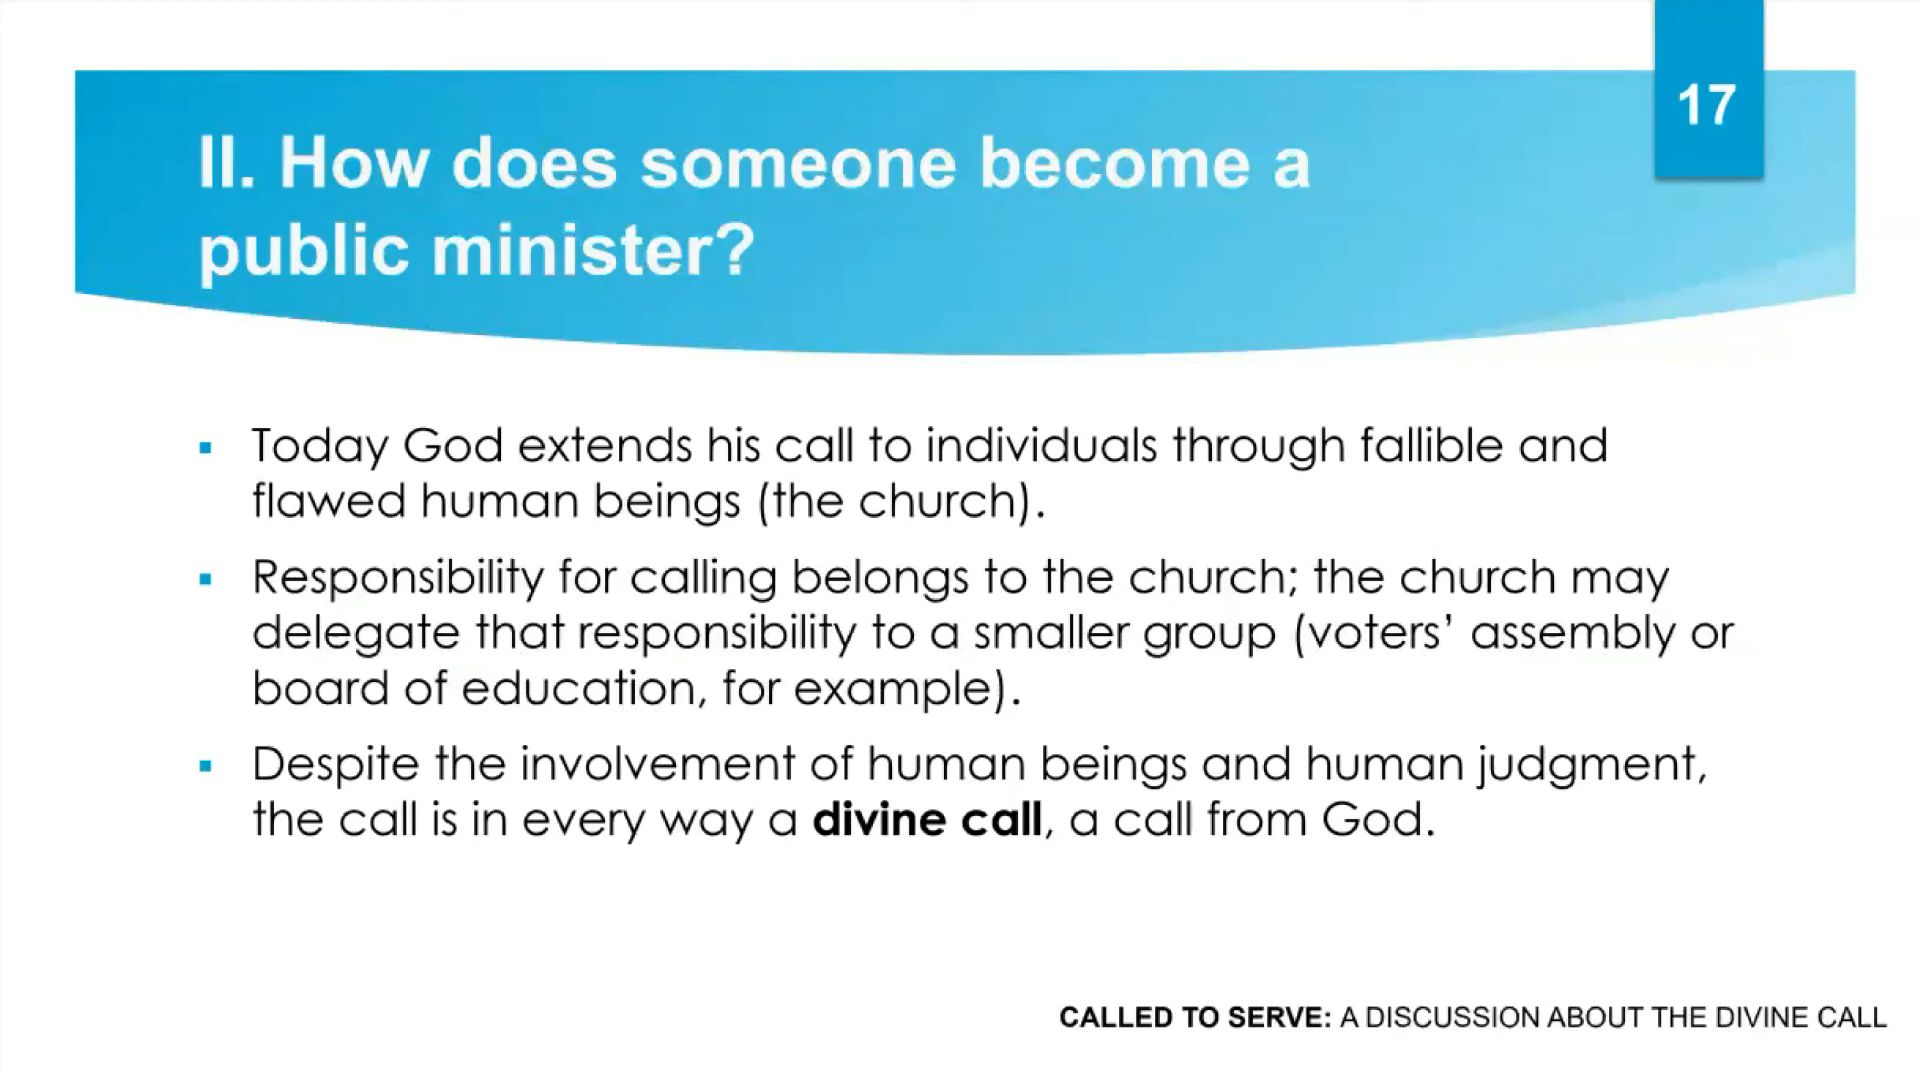 17
II. How does someone become a
public minister?
▪ Today God extends his call to individuals through fallible and
flawed human beings (the church).
▪ Responsibility for calling belongs to the church; the church may
delegate that responsibility to a smaller group (voters’ assembly or
board of education, for example).
▪ Despite the involvement of human beings and human judgment,
the call is in every way a divine call, a call from God.
CALLED TO SERVE: A DISCUSSION ABOUT THE DIVINE CALL